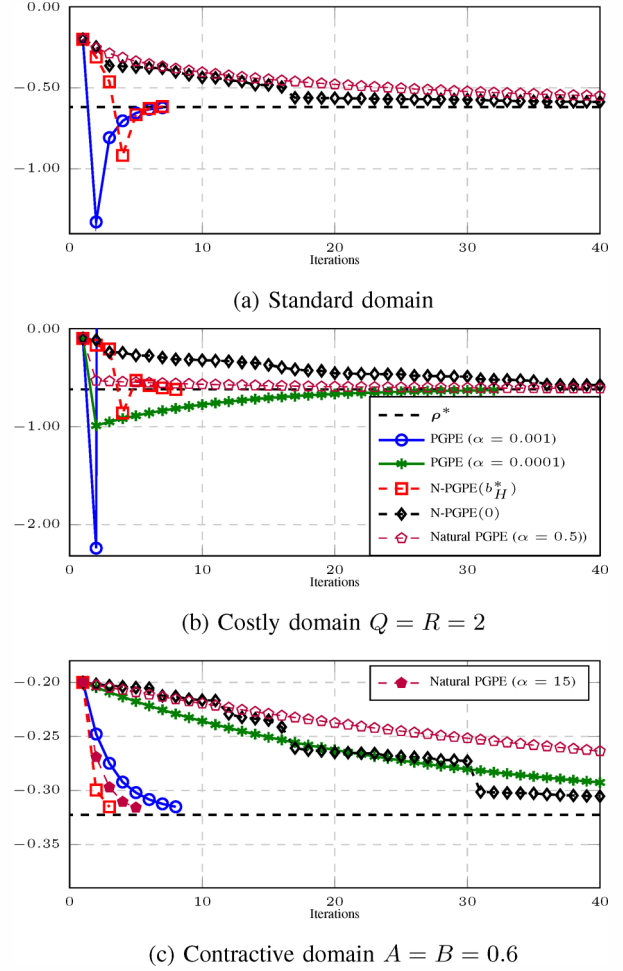 0.00
−0.50
−1.00
0
10
20
30
40
Iterations
(a) Standard domain
0.00
−1.00
−2.00
ρ*
PGPE (α = 0.001)
PGPE (α = 0.0001)
N-PGPE(b*_H)
N-PGPE(0)
Natural PGPE (α = 0.5))
0
10
20
30
40
Iterations
(b) Costly domain Q = R = 2
−0.20
−0.25
−0.30
−0.35
Natural PGPE (α = 15)
0
10
20
30
40
Iterations
(c) Contractive domain A = B = 0.6